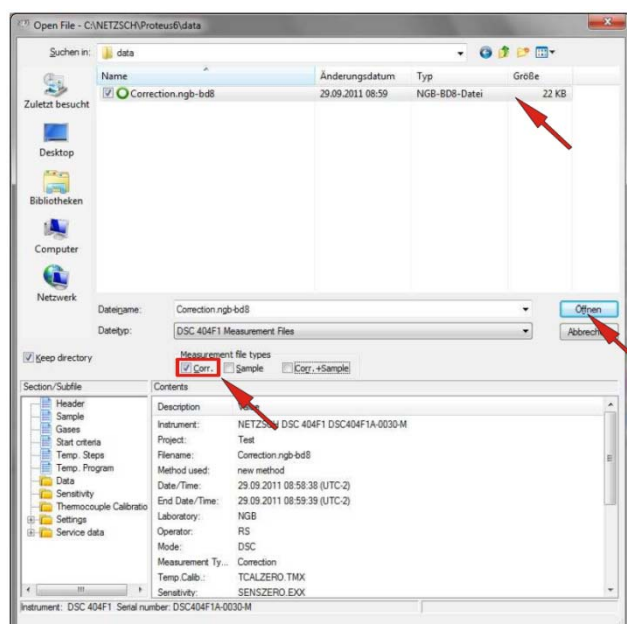 Open File - C:\NETZSCH\Proteus6\data
Suchen in: data
Name Änderungsdatum Typ Größe
Correction.ngb-bd8 29.09.2011 08:59 NGB-BD8-Datei 22 KB
Zuletzt besucht
Desktop
Bibliotheken
Computer
Netzwerk
Dateiname: Correction.ngb-bd8 Öffnen
Dateityp: DSC 404F1 Measurement Files
Keep directory
Measurement file types
Corr. Sample Corr. +Sample
Section/Subfile Contents
Header
Sample
Gases
Start criteria
Temp. Steps
Temp. Program
Data
Sensitivity
Thermocouple Calibratio
Settings
Service data
Description
Instrument: NETZSCH DSC 404F1 DSC404F1A-0030-M
Project: Test
Filename: Correction.ngb-bd8
Method used: new method
Date/Time: 29.09.2011 08:58:38 (UTC-2)
End Date/Time: 29.09.2011 08:59:39 (UTC-2)
Laboratory: NGB
Operator: RS
Mode: DSC
Measurement Ty... Correction
Temp.Calib.: TCALZERO.TMX
Sensitivity: SENSZERO.EXX
Instrument: DSC 404F1 Serial number: DSC404F1A-0030-M